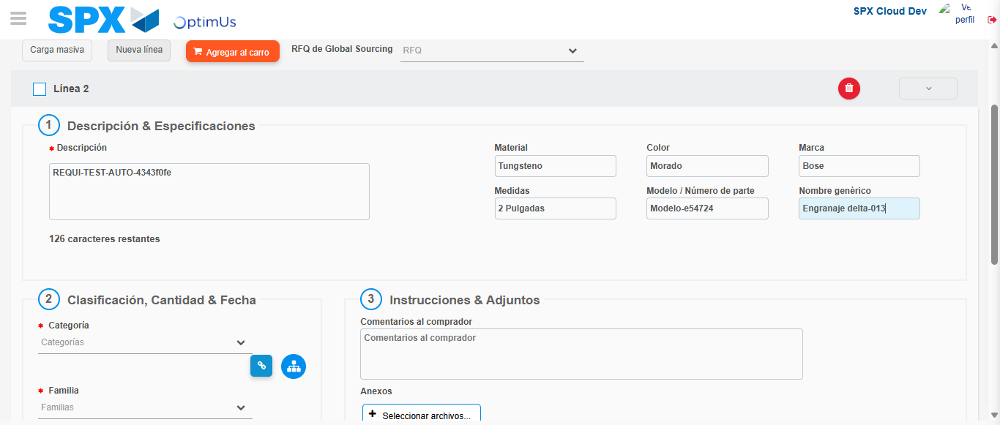 SPX OptimUs
SPX Cloud Dev
Ve
perfil
Carga masiva
Nueva línea
Agregar al carro
RFQ de Global Sourcing
RFQ
Línea 2
1 Descripción & Especificaciones
* Descripción
REQUI-TEST-AUTO-4343f0fe
126 caracteres restantes
Material
Color
Marca
Tungsteno
Morado
Bose
Medidas
Modelo / Número de parte
Nombre genérico
2 Pulgadas
Modelo-e54724
Engranaje delta-013
2 Clasificación, Cantidad & Fecha
* Categoría
Categorías
* Familia
Familias
3 Instrucciones & Adjuntos
Comentarios al comprador
Comentarios al comprador
Anexos
+ Seleccionar archivos...